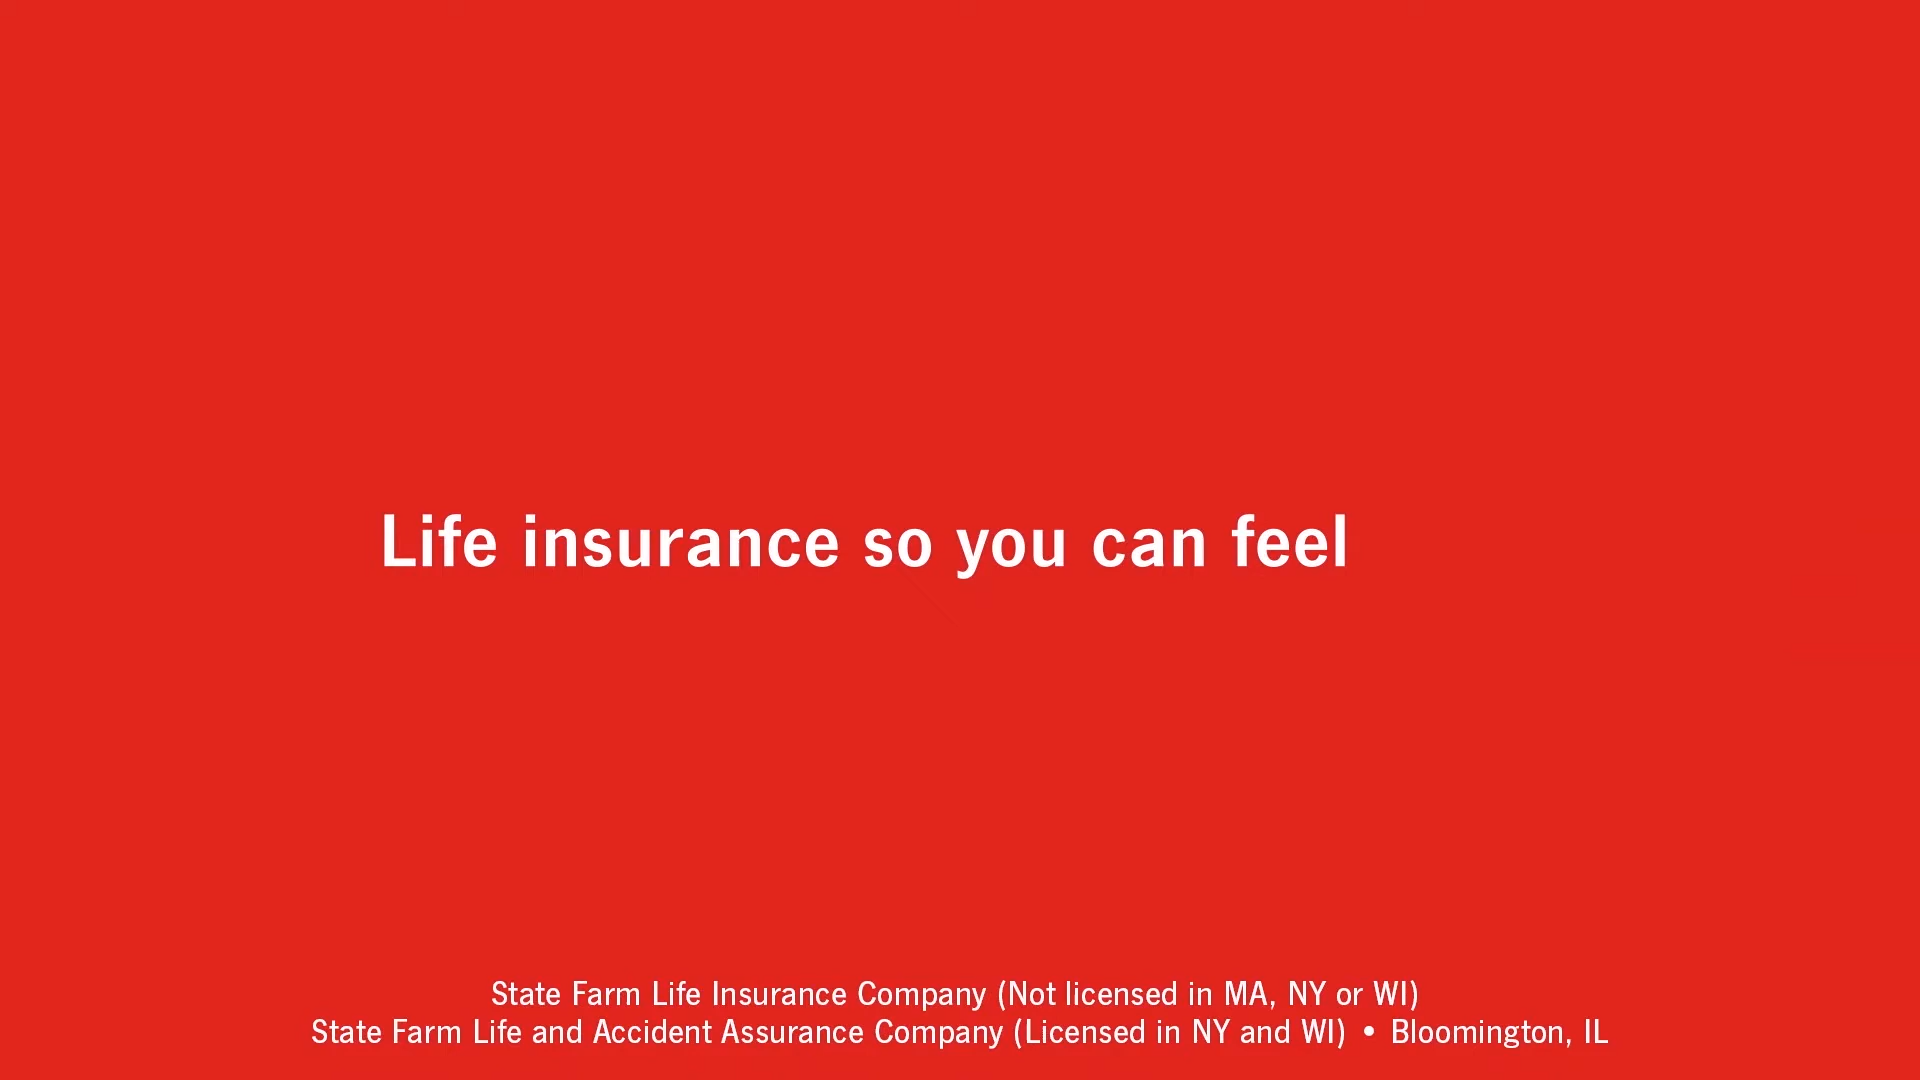 Life insurance so you can feel
State Farm Life Insurance Company (Not licensed in MA, NY or WI)
State Farm Life and Accident Assurance Company (Licensed in NY and WI) • Bloomington, IL